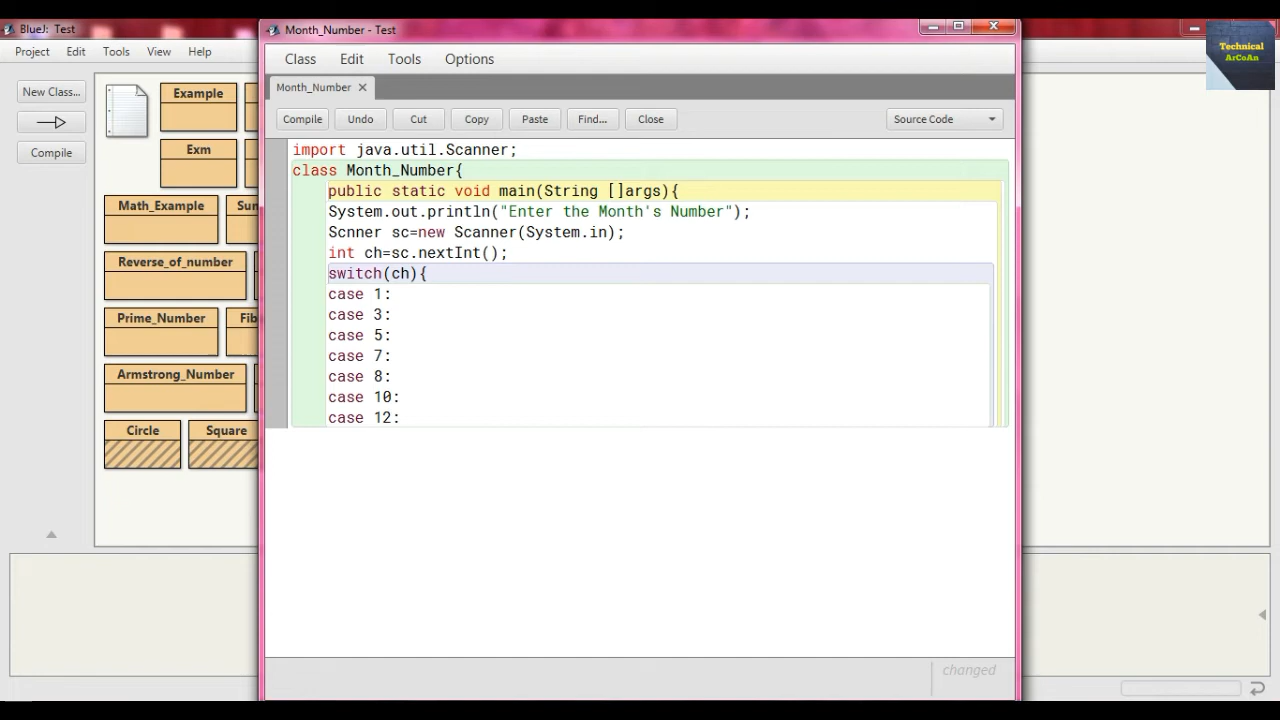 BlueJ: Test
Project Edit Tools View Help
New Class...
Compile
Example
Exm
Math_Example
Sun
Reverse_of_number
Prime_Number
Fib
Armstrong_Number
Circle
Square
Month_Number - Test
Class Edit Tools Options
Month_Number
Compile Undo Cut Copy Paste Find... Close Source Code
import java.util.Scanner;
class Month_Number{
public static void main(String []args){
System.out.println("Enter the Month's Number");
Scnner sc=new Scanner(System.in);
int ch=sc.nextInt();
switch(ch){
case 1:
case 3:
case 5:
case 7:
case 8:
case 10:
case 12:
changed
Technical
ArCoAn